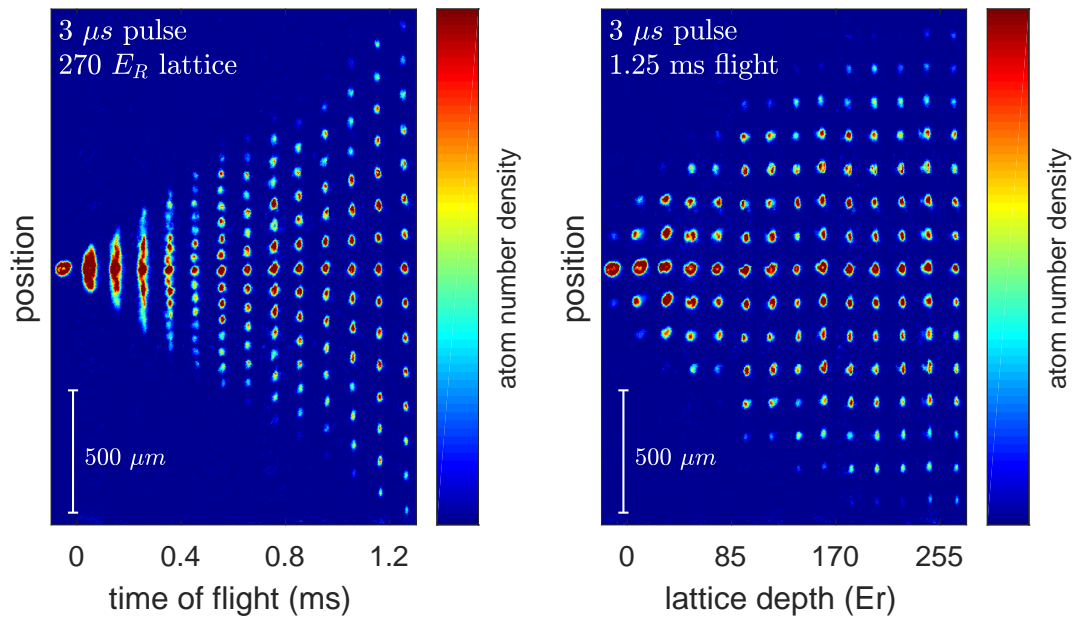 3 μs pulse
270 E_R lattice
500 μm
position
0 0.4 0.8 1.2
time of flight (ms)
atom number density
3 μs pulse
1.25 ms flight
500 μm
position
0 85 170 255
lattice depth (Er)
atom number density